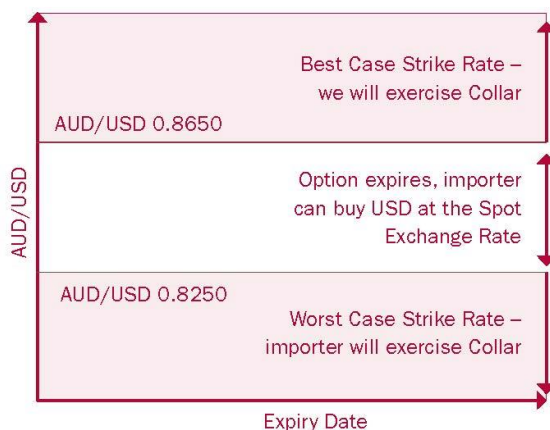 Best Case Strike Rate –
we will exercise Collar
AUD/USD 0.8650
AUD/USD
Option expires, importer
can buy USD at the Spot
Exchange Rate
AUD/USD 0.8250
Worst Case Strike Rate –
importer will exercise Collar
Expiry Date